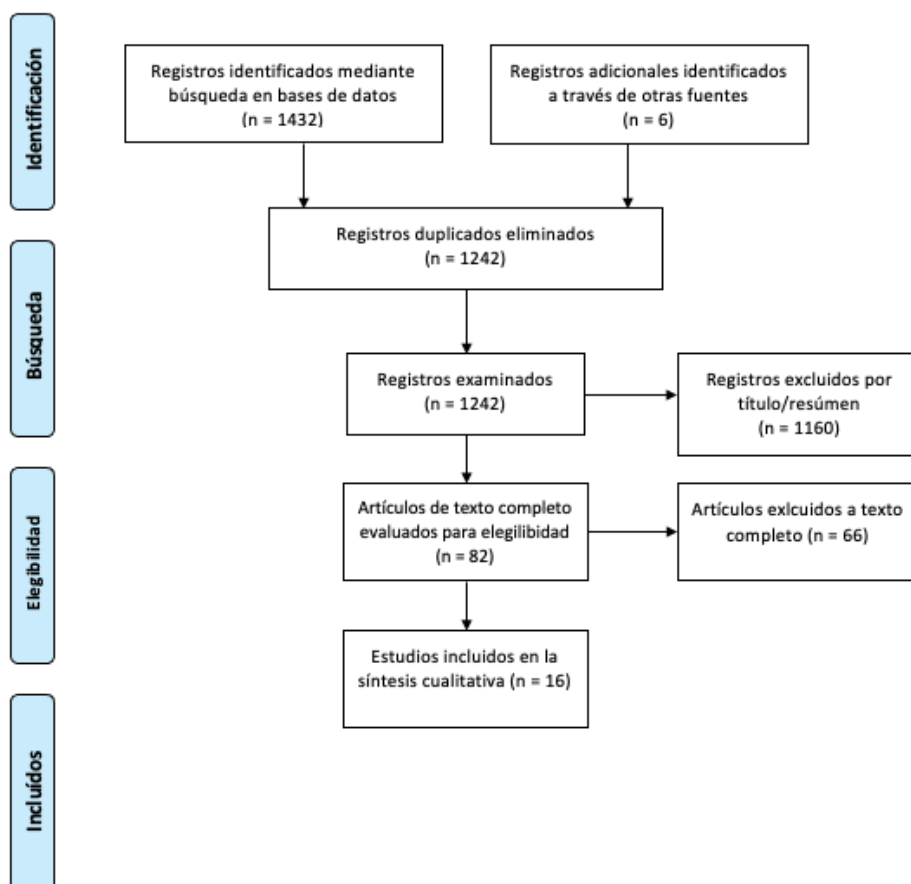 Identificación
Registros identificados mediante
búsqueda en bases de datos
(n = 1432)
Registros adicionales identificados
a través de otras fuentes
(n = 6)
Registros duplicados eliminados
(n = 1242)
Búsqueda
Registros examinados
(n = 1242)
Registros excluidos por
título/resúmen
(n = 1160)
Elegibilidad
Artículos de texto completo
evaluados para elegilibidad
(n = 82)
Artículos exlcuidos a texto
completo (n = 66)
Estudios incluidos en la
síntesis cualitativa (n = 16)
Incluídos